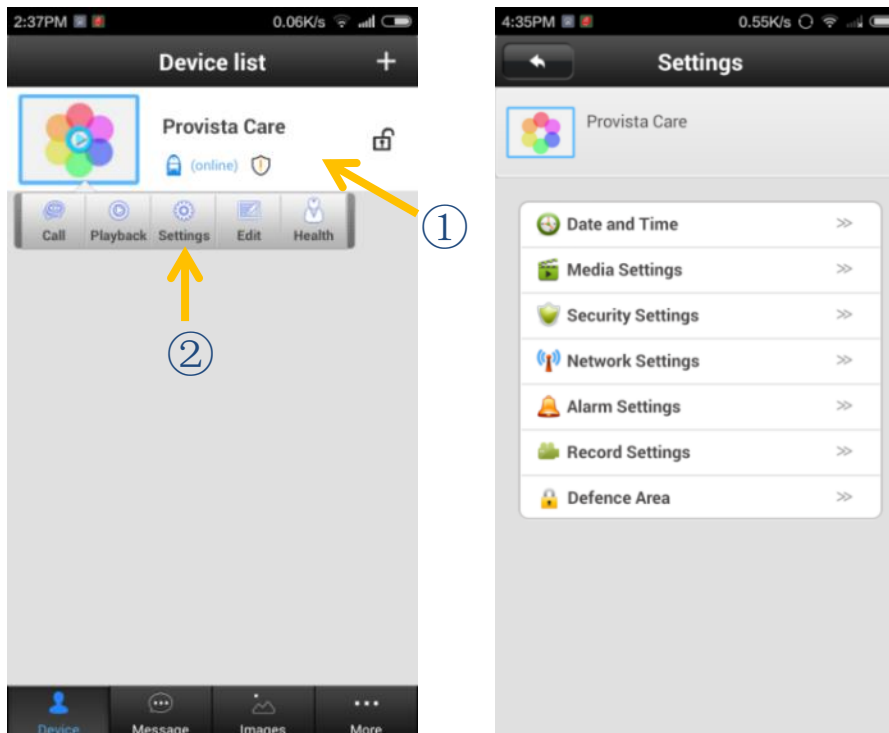 2:37PM 0.06K/s
Device list +
Provista Care
(online)
①
Call Playback Settings Edit Health
②
Device Message Images More
4:35PM 0.55K/s
Settings
Provista Care
Date and Time >>
Media Settings >>
Security Settings >>
Network Settings >>
Alarm Settings >>
Record Settings >>
Defence Area >>